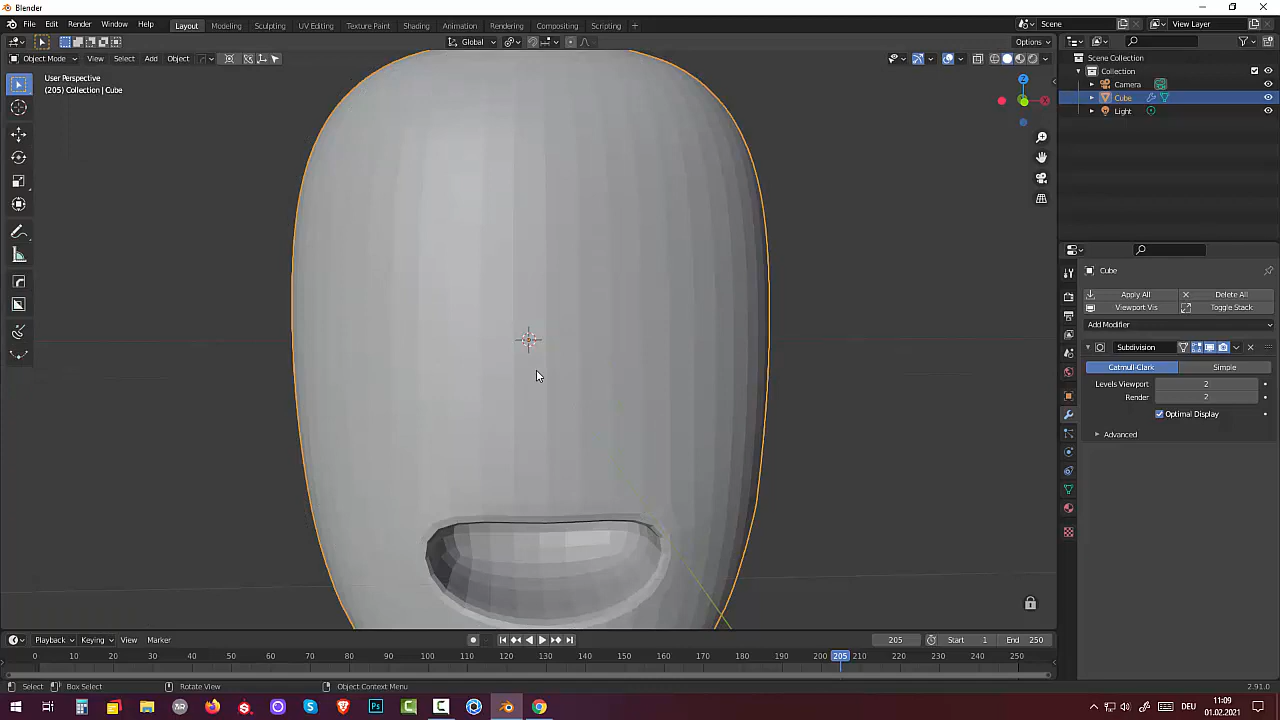 Blender
File Edit Render Window Help Layout Modeling Sculpting UV Editing Texture Paint Shading Animation Rendering Compositing Scripting + Scene View Layer
Global Options
Object Mode View Select Add Object
User Perspective
(205) Collection | Cube
Z
X
Scene Collection
Collection
Camera
Cube
Light
Cube
Apply All Delete All
Viewport Vis Toggle Stack
Add Modifier
Subdivision
Catmull-Clark Simple
Levels Viewport 2
Render 2
Optimal Display
Advanced
Playback Keying View Marker 205 Start 1 End 250
0 10 20 30 40 50 60 70 80 90 100 110 120 130 140 150 160 170 180 190 200 205 210 220 230 240 250
Select Box Select Rotate View Object Context Menu 2.91.0
DEU 11:09
01.02.2021